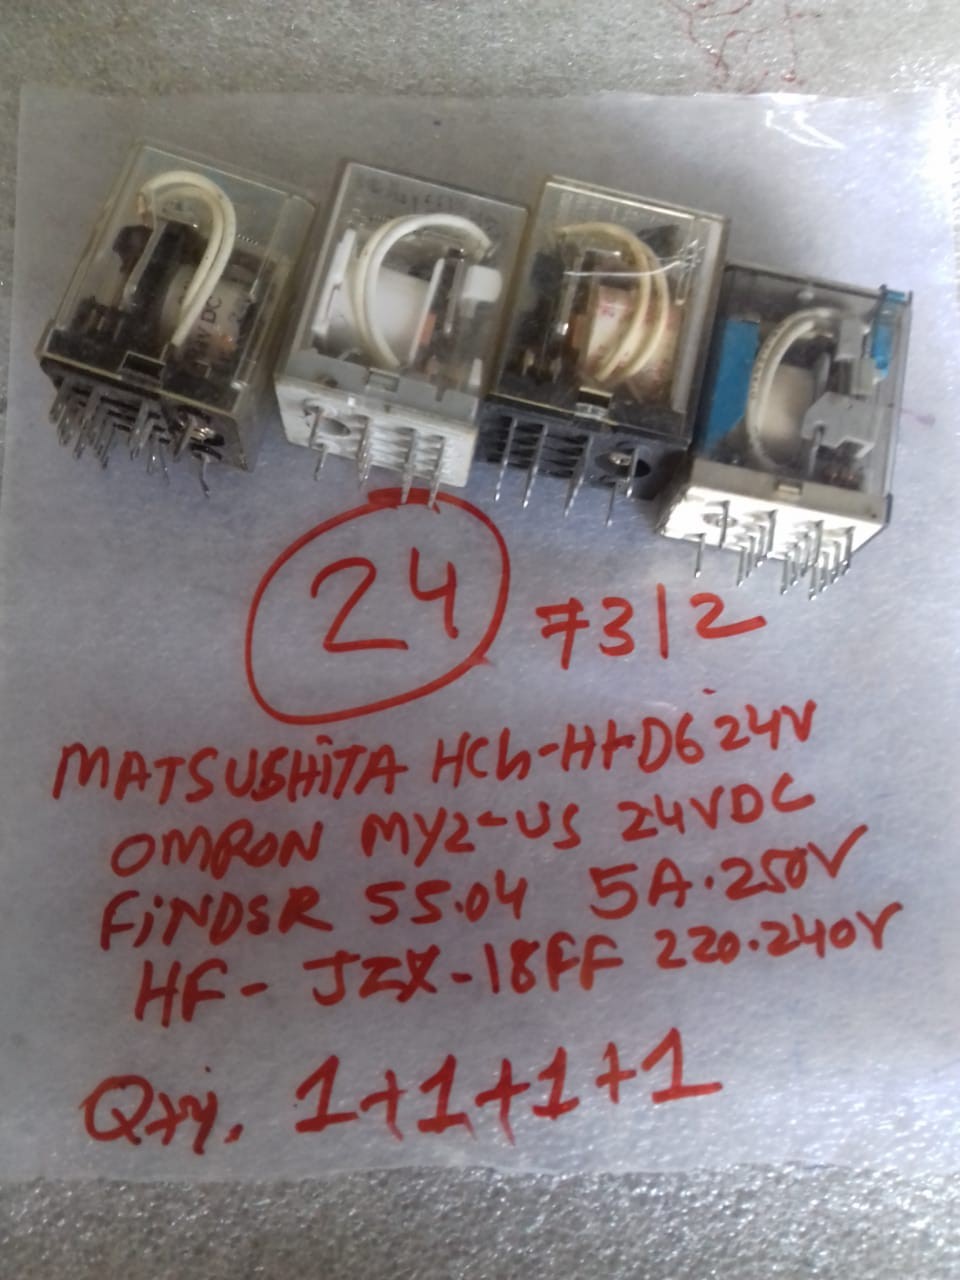 24
7312
MATSUSHITA HC4-H+D6 24V
OMRON MY2-US 24VDC
FINDER 55.04 5A.250V
HF- JZX-18FF 220.240V
Qty. 1+1+1+1